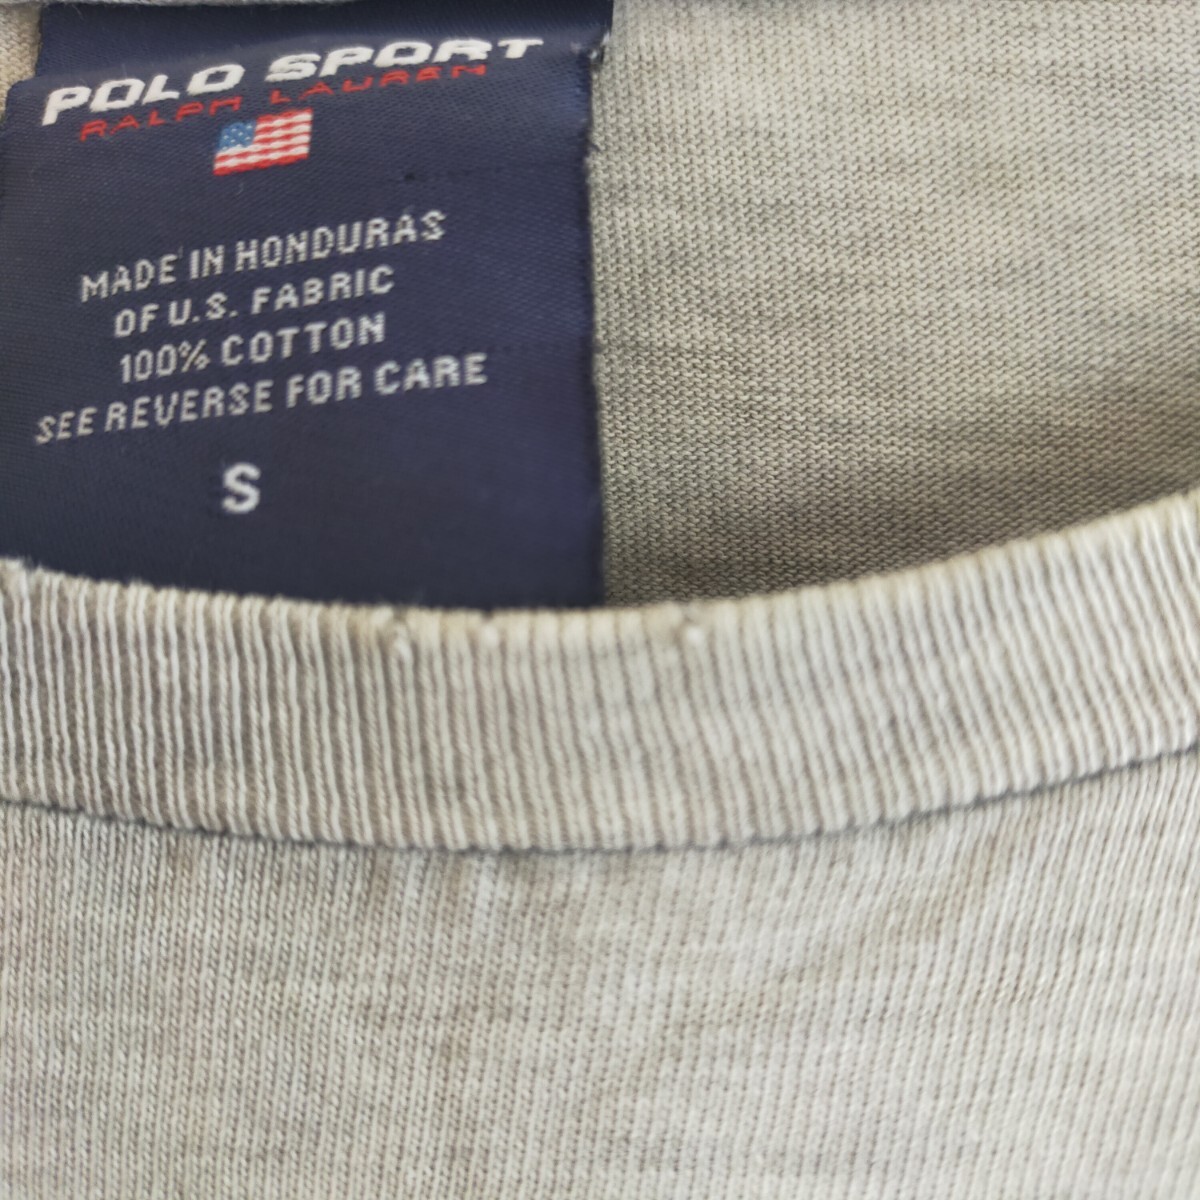 POLO SPORT
RALPH LAUREN
MADE IN HONDURAS
OF U.S. FABRIC
100% COTTON
SEE REVERSE FOR CARE
S